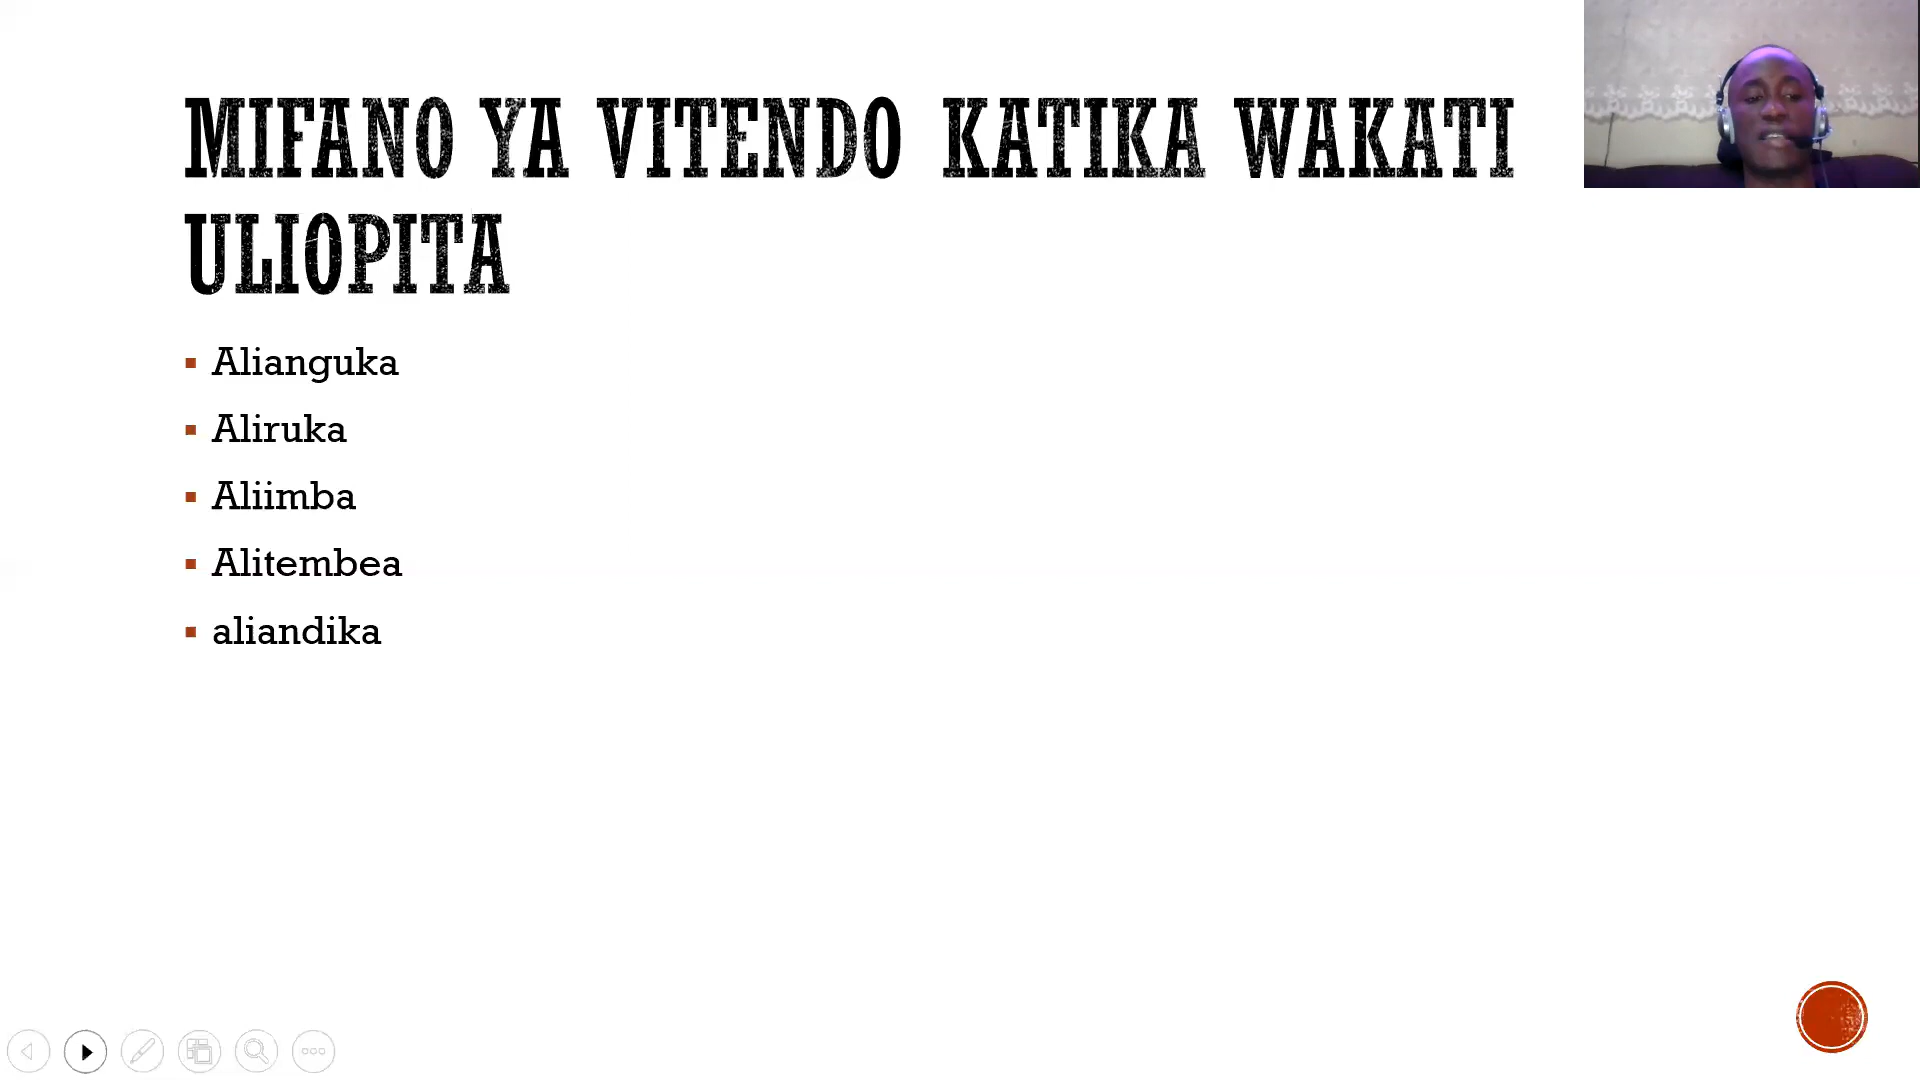 MIFANO YA VITENDO KATIKA WAKATI
ULIOPITA
Alianguka
Aliruka
Aliimba
Alitembea
aliandika